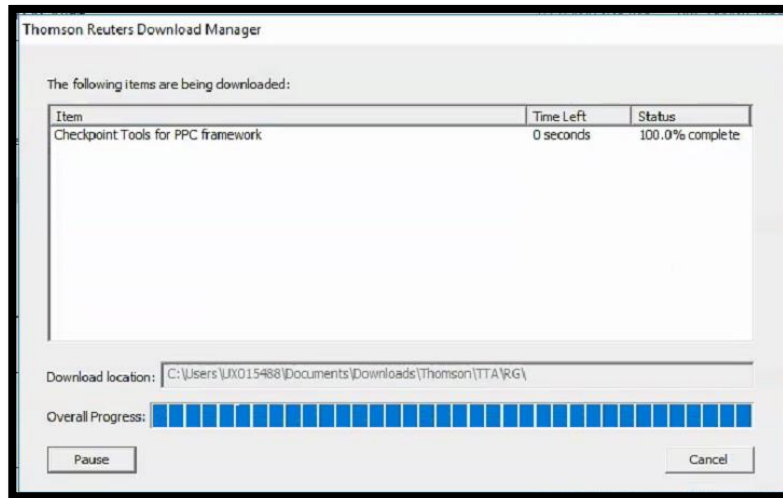 Thomson Reuters Download Manager
The following items are being downloaded:
Item Time Left Status
Checkpoint Tools for PPC framework 0 seconds 100.0% complete
Download location: C:\Users\UX015488\Documents\Downloads\Thomson\TTA\RG\
Overall Progress:
Pause Cancel